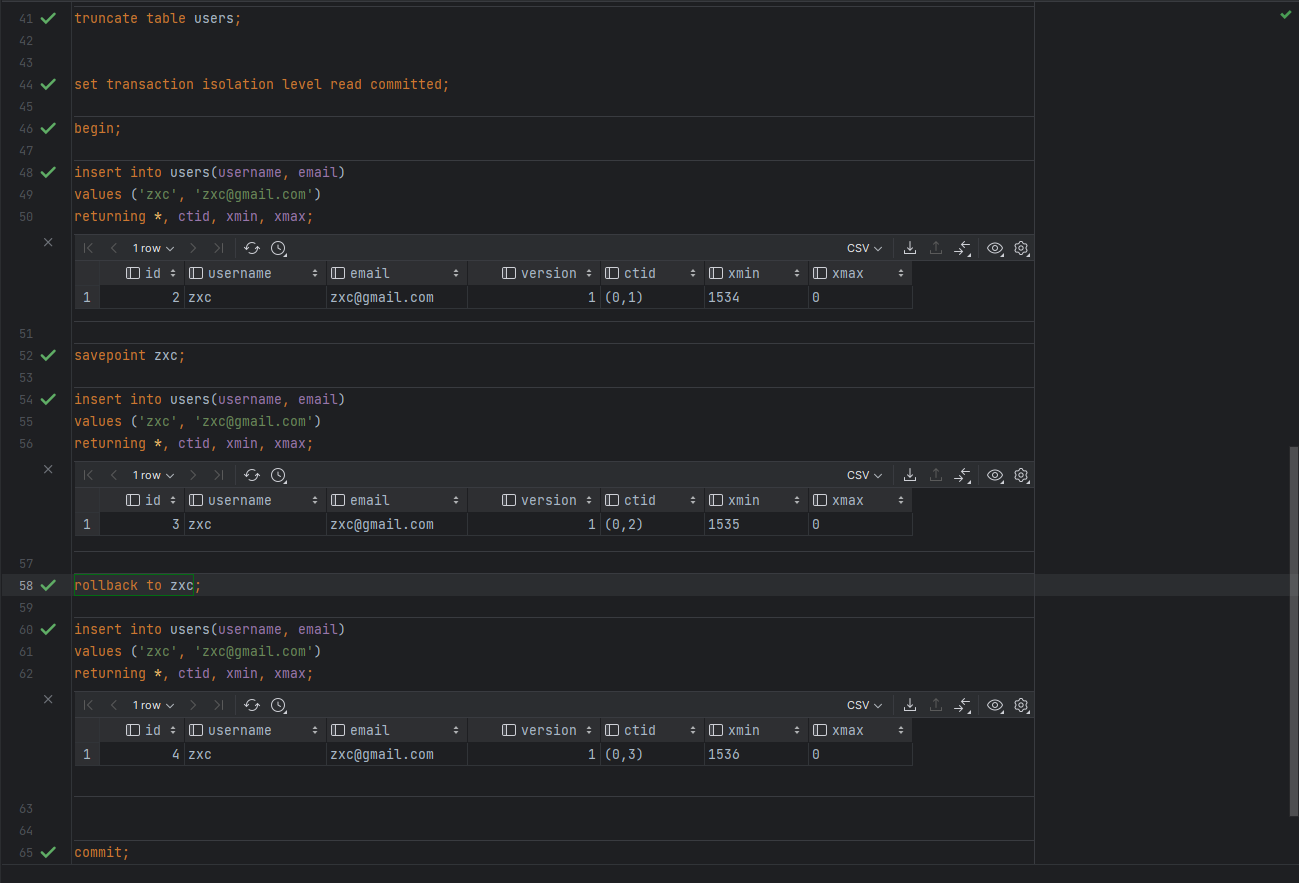 41 truncate table users;
42
43
44 set transaction isolation level read committed;
45
46 begin;
47
48 insert into users(username, email)
49 values ('zxc', 'zxc@gmail.com')
50 returning *, ctid, xmin, xmax;
1 row CSV
id username email version ctid xmin xmax
1 2 zxc zxc@gmail.com 1 (0,1) 1534 0
51
52 savepoint zxc;
53
54 insert into users(username, email)
55 values ('zxc', 'zxc@gmail.com')
56 returning *, ctid, xmin, xmax;
1 row CSV
id username email version ctid xmin xmax
1 3 zxc zxc@gmail.com 1 (0,2) 1535 0
57
58 rollback to zxc;
59
60 insert into users(username, email)
61 values ('zxc', 'zxc@gmail.com')
62 returning *, ctid, xmin, xmax;
1 row CSV
id username email version ctid xmin xmax
1 4 zxc zxc@gmail.com 1 (0,3) 1536 0
63
64
65 commit;